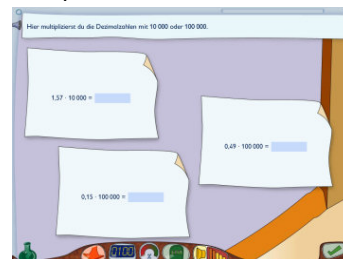 Hier multiplizierst du die Dezimalzahlen mit 10 000 oder 100 000.
1,57 · 10 000 =
0,49 · 100 000 =
0,15 · 100 000 =